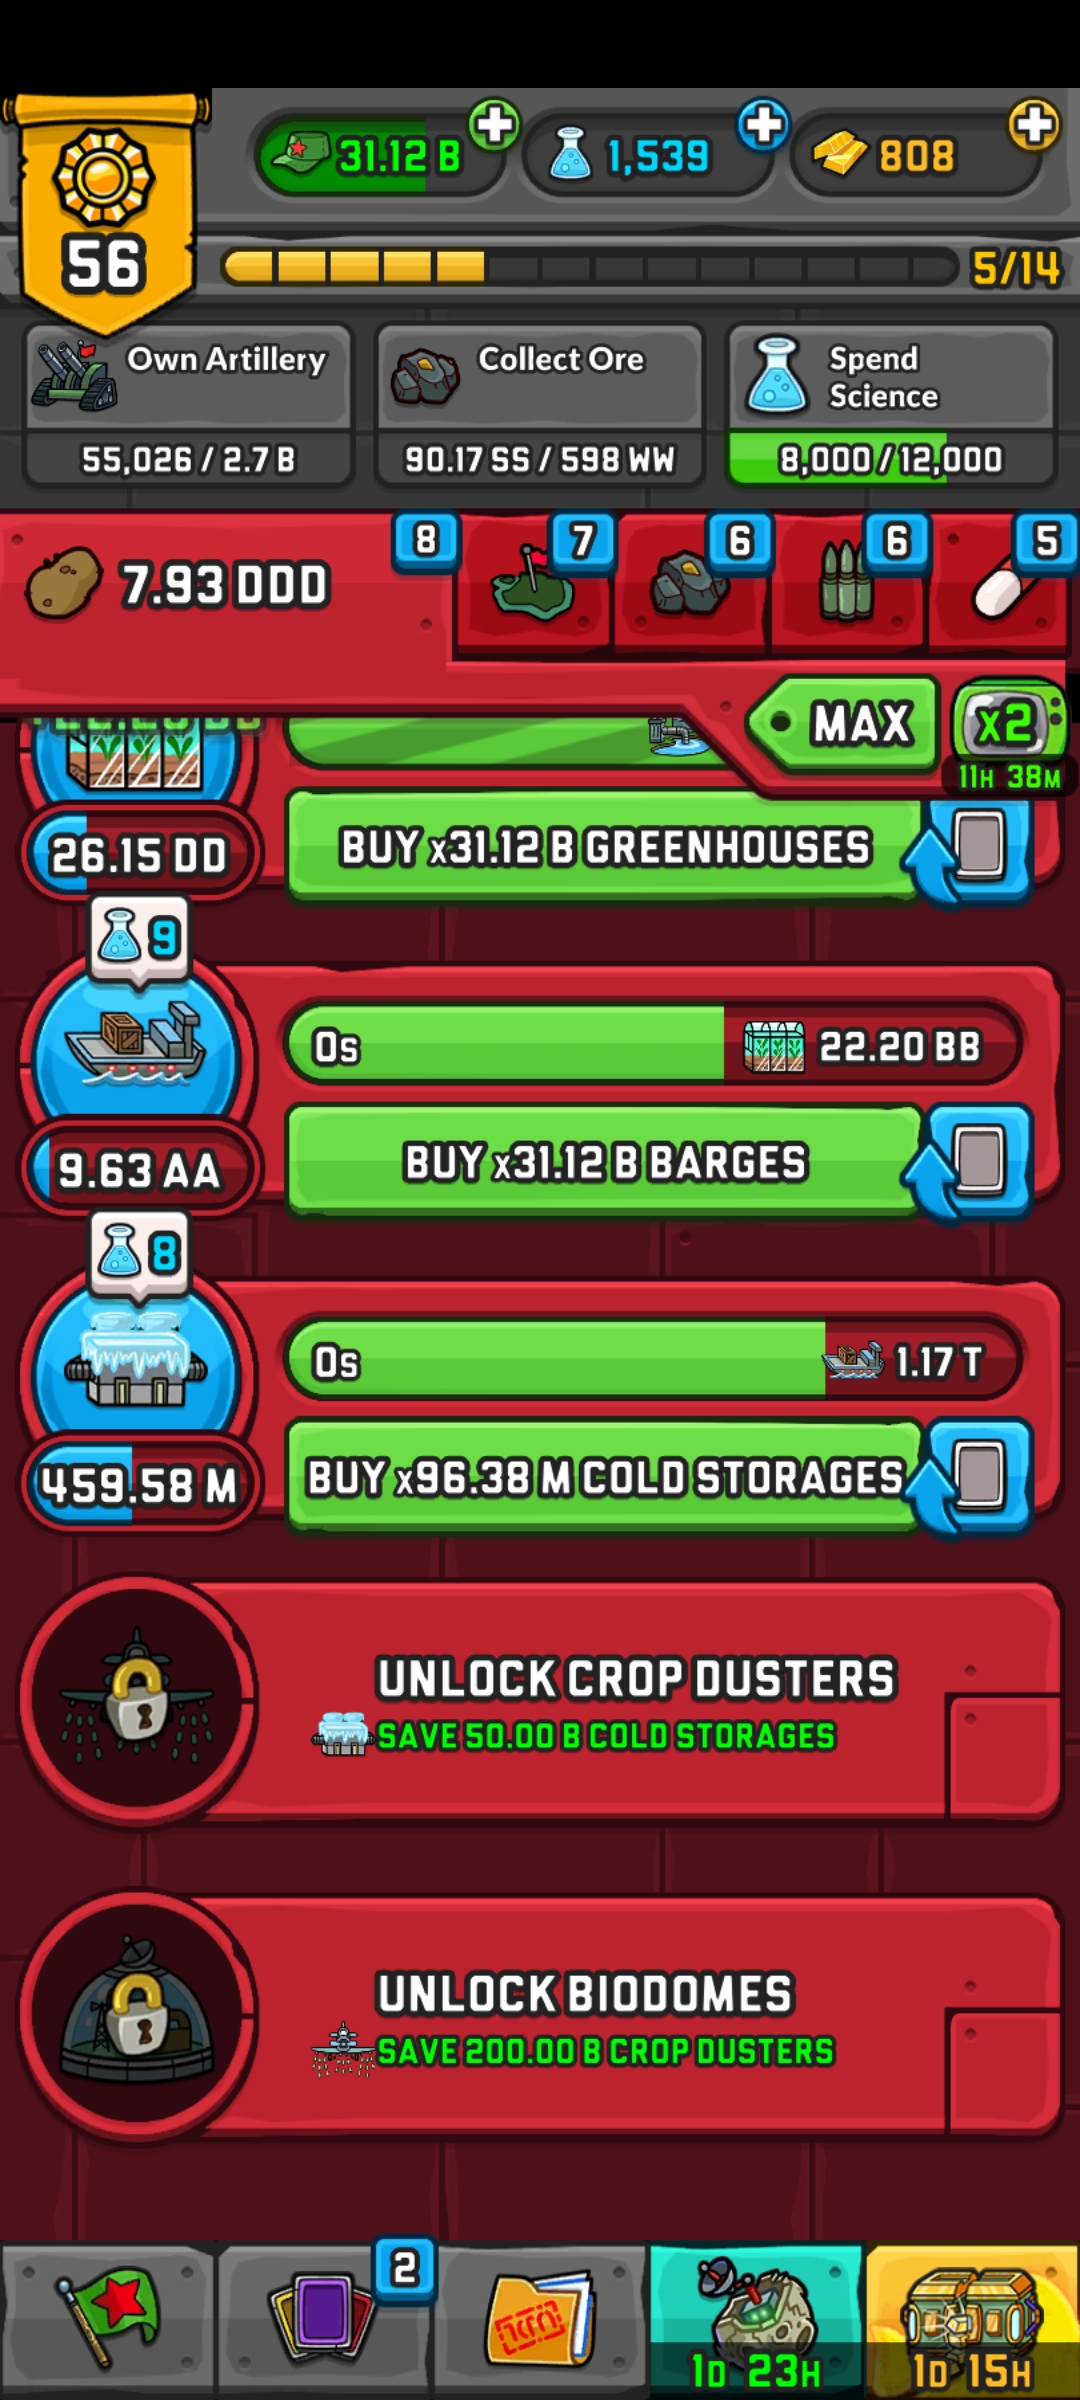 31.12 B
1,539
808
56
5/14
Own Artillery
55,026 / 2.7 B
Collect Ore
90.17 SS / 598 WW
Spend
Science
8,000 / 12,000
7.93 DDD
8
7
6
6
5
MAX
x2
11H 38M
26.15 DD
BUY x31.12 B GREENHOUSES
9
0s
22.20 BB
9.63 AA
BUY x31.12 B BARGES
8
0s
1.17 T
459.58 M
BUY x96.38 M COLD STORAGES
UNLOCK CROP DUSTERS
SAVE 50.00 B COLD STORAGES
UNLOCK BIODOMES
SAVE 200.00 B CROP DUSTERS
2
1D 23H
1D 15H